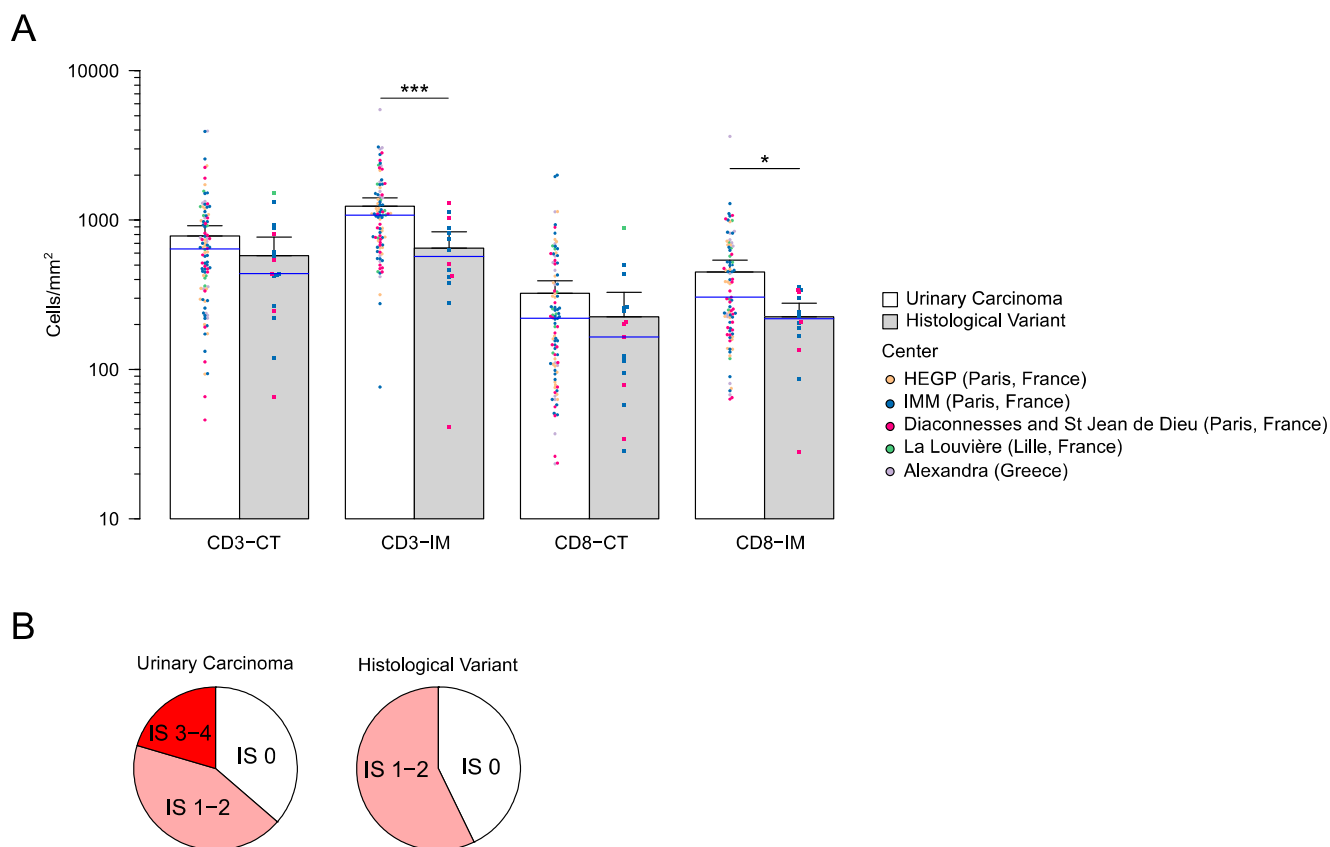 A
10000
1000
100
10
Cells/mm²
***
*
CD3−CT
CD3−IM
CD8−CT
CD8−IM
Urinary Carcinoma
Histological Variant
Center
HEGP (Paris, France)
IMM (Paris, France)
Diaconnesses and St Jean de Dieu (Paris, France)
La Louvière (Lille, France)
Alexandra (Greece)
B
Urinary Carcinoma
Histological Variant
IS 3−4
IS 0
IS 1−2
IS 1−2
IS 0